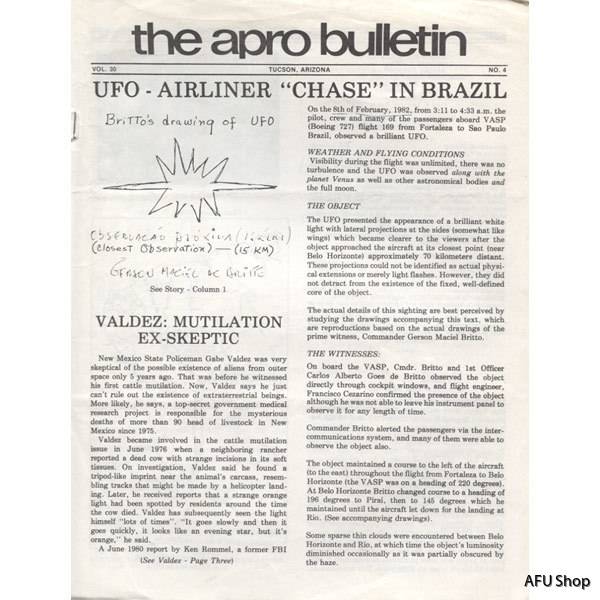 the apro bulletin
VOL. 30 TUCSON, ARIZONA NO. 4
UFO - AIRLINER “CHASE” IN BRAZIL
Britto's drawing of UFO
(Closest Observation) — (15 KM)
Gerson Maciel de Britto
See Story - Column 1
VALDEZ: MUTILATION
EX-SKEPTIC
New Mexico State Policeman Gabe Valdez was very
skeptical of the possible existence of aliens from outer
space only 5 years ago. That was before he witnessed
his first cattle mutilation. Now, Valdez says he just
can't rule out the existence of extraterrestrial beings.
More likely, he says, a top-secret government medical
research project is responsible for the mysterious
deaths of more than 90 head of livestock in New
Mexico since 1975.
Valdez became involved in the cattle mutilation
issue in June 1976 when a neighboring rancher
reported a dead cow with strange incisions in its soft
tissues. On investigation, Valdez said he found a
tripod-like imprint near the animal's carcass, resem-
bling tracks that might be made by a helicopter land-
ing. Later, he received reports that a strange orange
light had been spotted by residents around the time
the cow died. Valdez has subsequently seen the light
himself “lots of times”. “It goes slowly and then it
goes quickly, it looks like an evening star, but it's
orange,” he said.
A June 1980 report by Ken Rommel, a former FBI
(See Valdez - Page Three)
On the 8th of February, 1982, from 3:11 to 4:33 a.m. the
pilot, crew and many of the passengers aboard VASP
(Boeing 727) flight 169 from Fortaleza to Sao Paulo
Brazil, observed a brilliant UFO.
WEATHER AND FLYING CONDITIONS
Visibility during the flight was unlimited, there was no
turbulence and the UFO was observed along with the
planet Venus as well as other astronomical bodies and
the full moon.
THE OBJECT
The UFO presented the appearance of a brilliant white
light with lateral projections at the sides (somewhat like
wings) which became clearer to the viewers after the
object approached the aircraft at its closest point (near
Belo Horizonte) approximately 70 kilometers distant.
These projections could not be identified as actual physi-
cal extensions or merely light flashes. However, they did
not detract from the existence of the fixed, well-defined
core of the object.
The actual details of this sighting are best perceived by
studying the drawings accompanying this text, which
are reproductions based on the actual drawings of the
prime witness, Commander Gerson Maciel Britto.
THE WITNESSES:
On board the VASP, Cmdr. Britto and 1st Officer
Carlos Alberto Goes de Britto observed the object
directly through cockpit windows, and flight engineer,
Francisco Cezarino confirmed the presence of the object
although he was not able to leave his instrument panel to
observe it for any length of time.
Commander Britto alerted the passengers via the inter-
communications system, and many of them were able to
observe the object also.
The object maintained a course to the left of the aircraft
(to the east) throughout the flight from Fortaleza to Belo
Horizonte (the VASP was on a heading of 220 degrees).
At Belo Horizonte Britto changed course to a heading of
196 degrees to Pirai, then to 145 degrees which he
maintained until the aircraft let down for the landing at
Rio. (See accompanying drawings).
Some sparse thin clouds were encountered between Belo
Horizonte and Rio, at which time the object's luminosity
diminished occasionally as it was partially obscured by
the haze.
AFU Shop